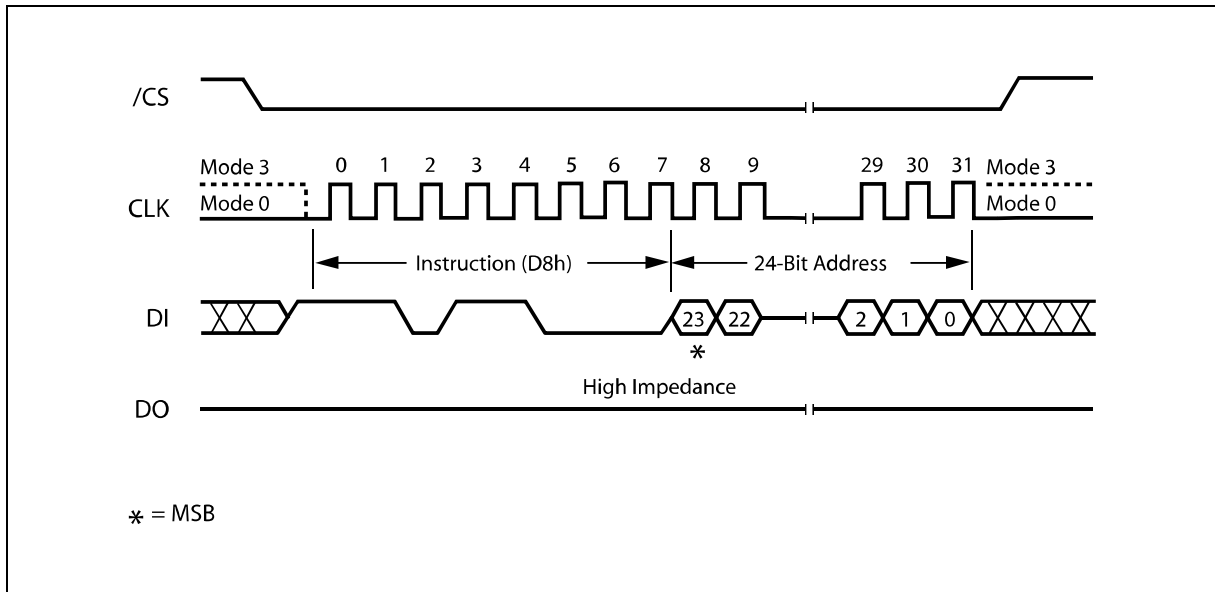 /CS
Mode 3 0 1 2 3 4 5 6 7 8 9 29 30 31 Mode 3
CLK Mode 0 Mode 0
Instruction (D8h) 24-Bit Address
DI 23 22 2 1 0
*
High Impedance
DO
* = MSB